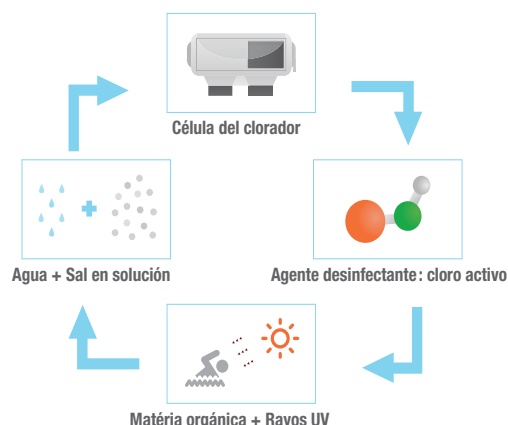 Célula del clorador
Agua + Sal en solución
Agente desinfectante: cloro activo
Matéria orgánica + Rayos UV